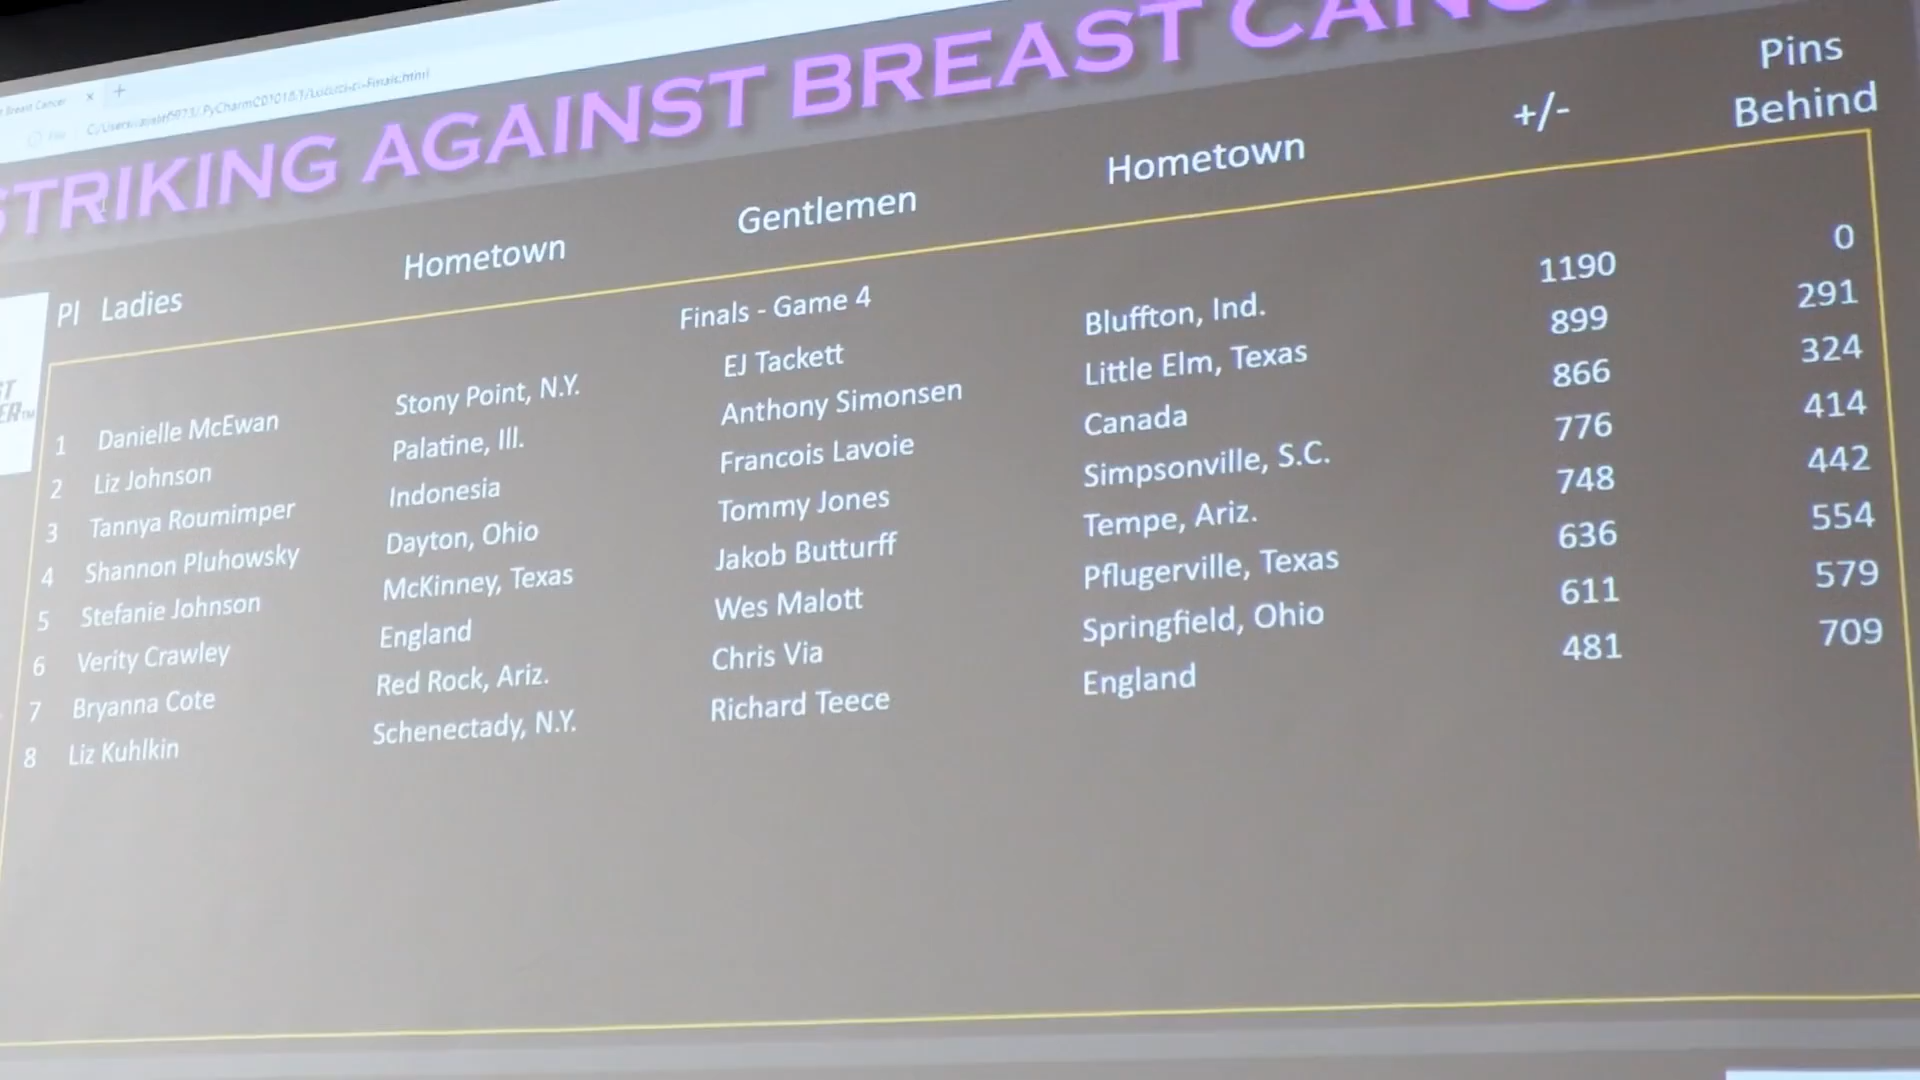 Breast Cancer × +
File
STRIKING AGAINST BREAST
Pl Ladies Hometown Gentlemen Hometown +/- Pins Behind
Finals - Game 4
1 Danielle McEwan Stony Point, N.Y. EJ Tackett Bluffton, Ind. 1190 0
2 Liz Johnson Palatine, Ill. Anthony Simonsen Little Elm, Texas 899 291
3 Tannya Roumimper Indonesia Francois Lavoie Canada 866 324
4 Shannon Pluhowsky Dayton, Ohio Tommy Jones Simpsonville, S.C. 776 414
5 Stefanie Johnson McKinney, Texas Jakob Butturff Tempe, Ariz. 748 442
6 Verity Crawley England Wes Malott Pflugerville, Texas 636 554
7 Bryanna Cote Red Rock, Ariz. Chris Via Springfield, Ohio 611 579
8 Liz Kuhlkin Schenectady, N.Y. Richard Teece England 481 709